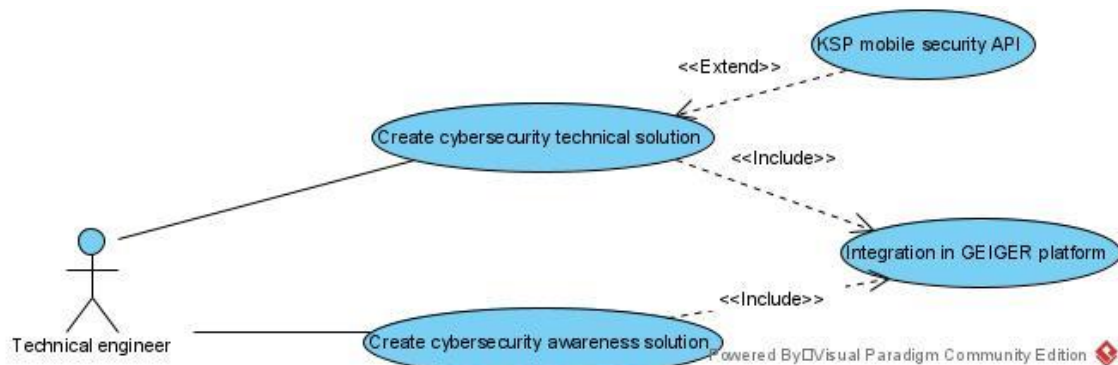 KSP mobile security API
<<Extend>>
Create cybersecurity technical solution
<<Include>>
Integration in GEIGER platform
<<Include>>
Technical engineer
Create cybersecurity awareness solution
Powered By□Visual Paradigm Community Edition